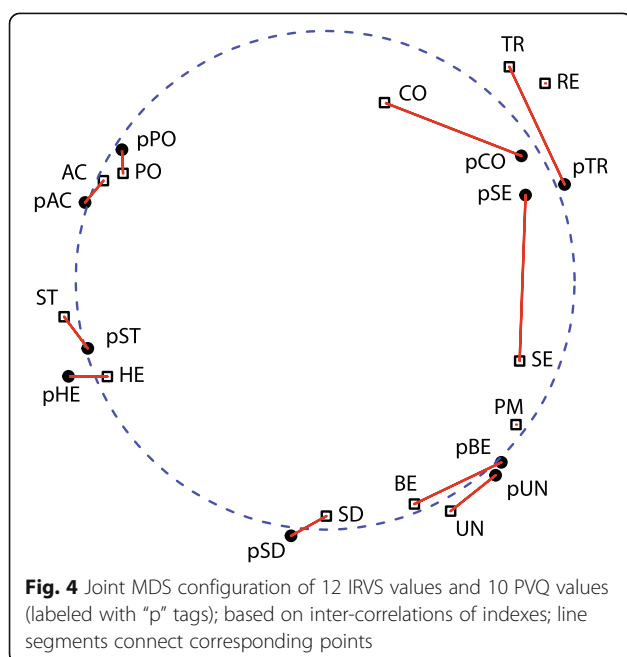 TR
RE
CO
pPO
pCO
AC
PO
pTR
pSE
pAC
ST
pST
SE
HE
pHE
PM
pBE
BE
pUN
SD
UN
pSD
Fig. 4 Joint MDS configuration of 12 IRVS values and 10 PVQ values
(labeled with “p” tags); based on inter-correlations of indexes; line
segments connect corresponding points